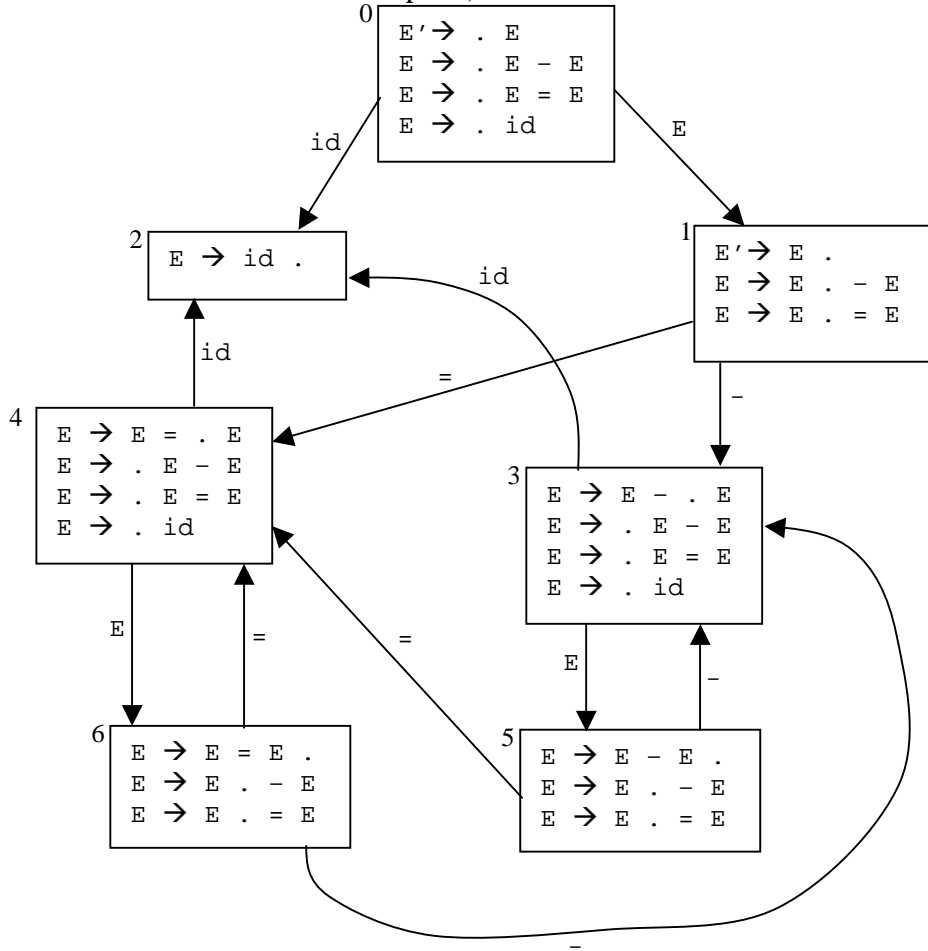 0
E’→ . E
E → . E – E
E → . E = E
E → . id
id
E
2
E → id .
1
E’→ E .
E → E . – E
E → E . = E
id
id
=
–
4
E → E = . E
E → . E – E
E → . E = E
E → . id
3
E → E – . E
E → . E – E
E → . E = E
E → . id
E
=
=
E
–
6
E → E = E .
E → E . – E
E → E . = E
5
E → E – E .
E → E . – E
E → E . = E
–